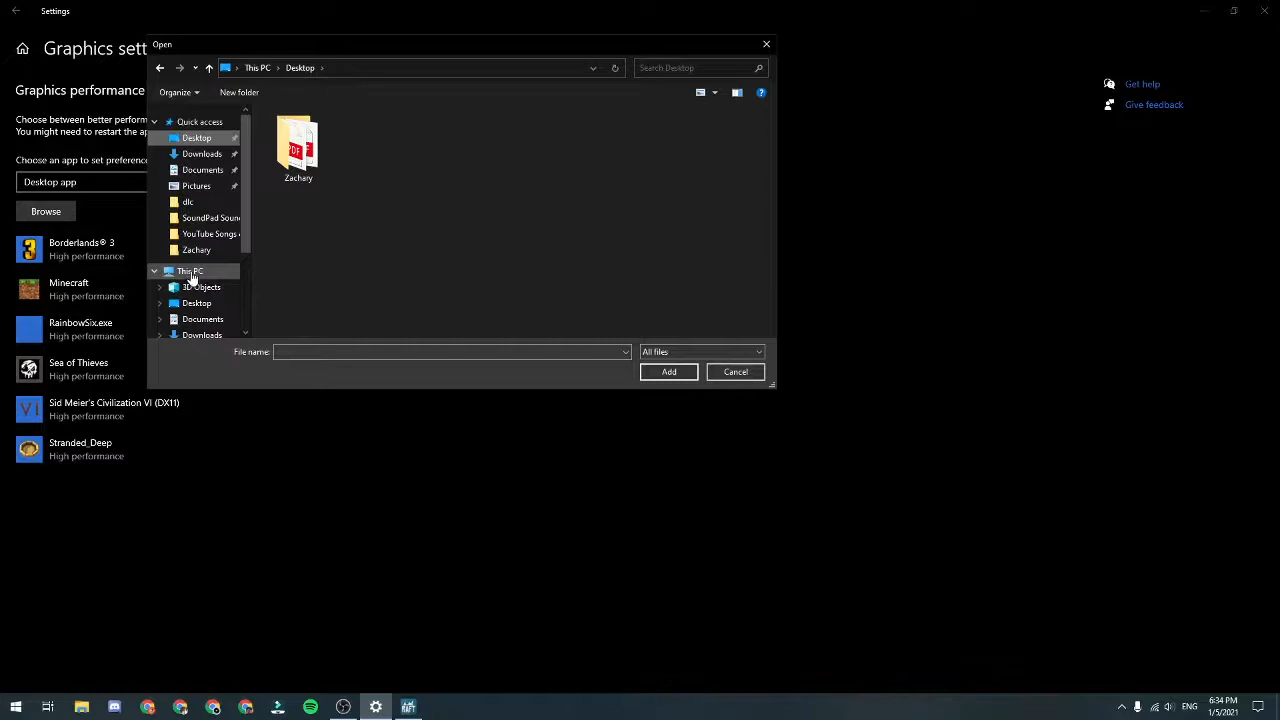 Settings
Graphics sett
Graphics performance
Choose between better perform
You might need to restart the app
Choose an app to set preference
Desktop app
Browse
Borderlands® 3
High performance
Minecraft
High performance
RainbowSix.exe
High performance
Sea of Thieves
High performance
Sid Meier's Civilization VI (DX11)
High performance
Stranded_Deep
High performance
Open
This PC > Desktop >
Search Desktop
Organize
New folder
Quick access
Desktop
Downloads
Documents
Pictures
dlc
SoundPad Soun
YouTube Songs
Zachary
This PC
3D Objects
Desktop
Documents
Downloads
PDF
Zachary
File name:
All files
Add
Cancel
Get help
Give feedback
ENG
6:34 PM
1/5/2021